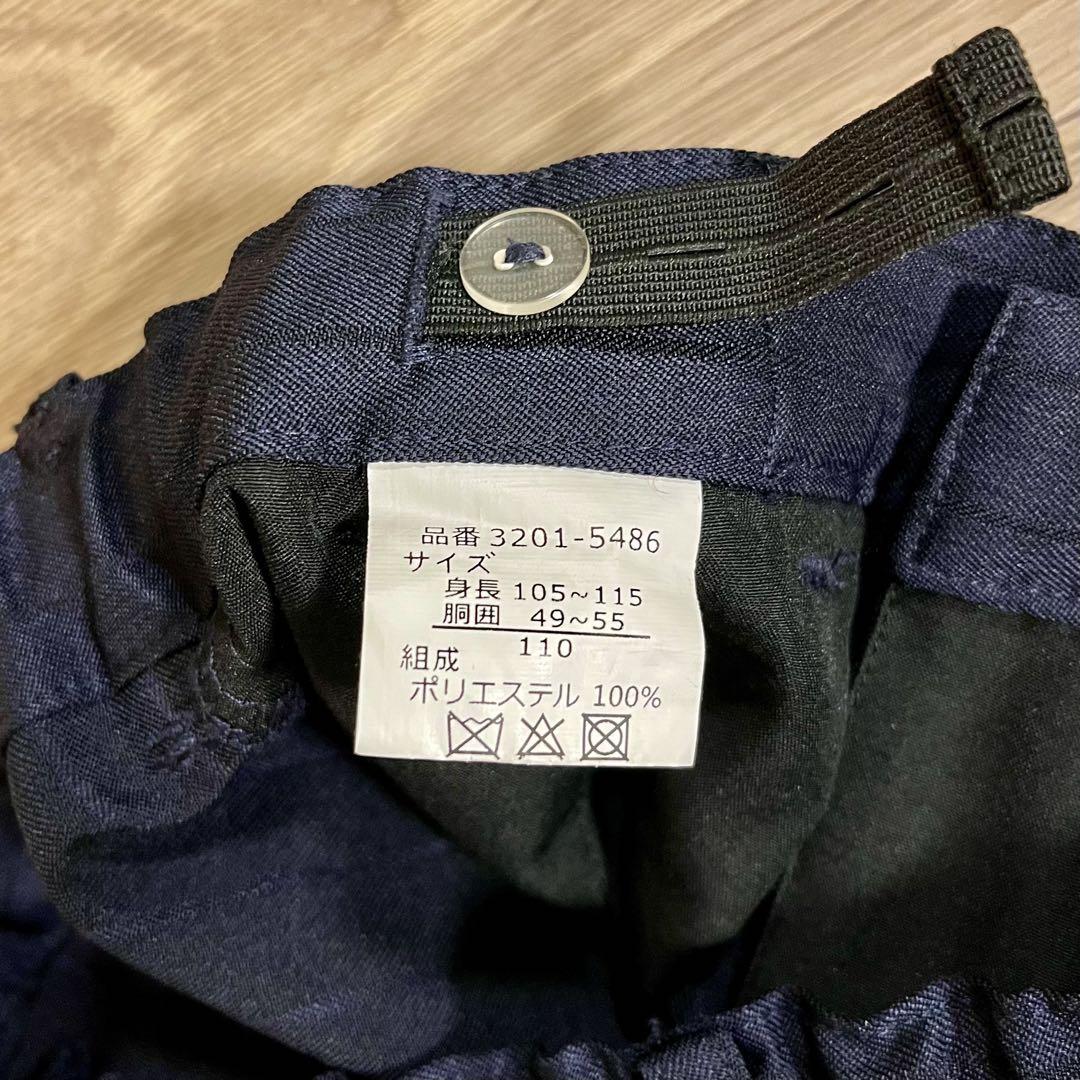 品番 3201-5486
サイズ
身長 105~115
胴囲 49~55
110
組成
ポリエステル 100%